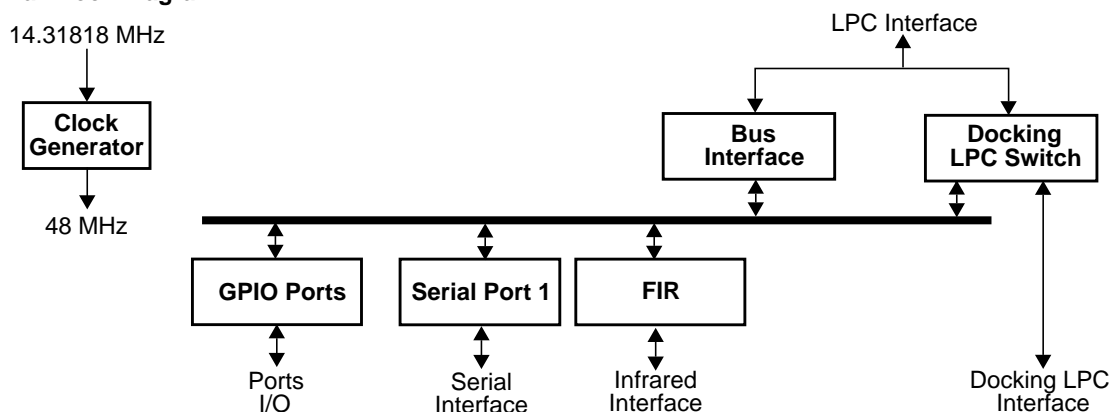 14.31818 MHz
LPC Interface
Clock
Generator
Bus
Interface
Docking
LPC Switch
48 MHz
GPIO Ports
Serial Port 1
FIR
Ports
I/O
Serial
Interface
Infrared
Interface
Docking LPC
Interface